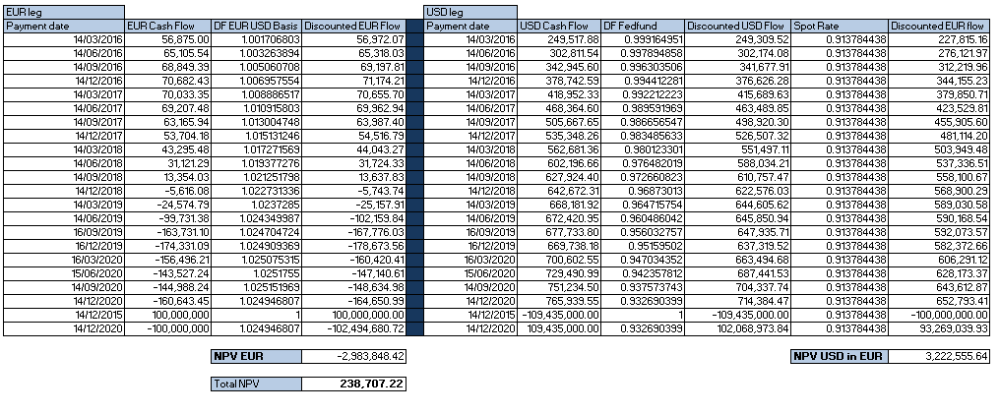 EUR leg USD leg
Payment date EUR Cash Flow DF EUR USD Basis Discounted EUR Flow Payment date USD Cash Flow DF Fedfund Discounted USD Flow Spot Rate Discounted EUR flow
14/03/2016 56,875.00 1.001706803 56,972.07 14/03/2016 249,517.88 0.999164951 249,309.52 0.913784438 227,815.16
14/06/2016 65,105.54 1.003263894 65,318.03 14/06/2016 302,811.54 0.997894858 302,174.08 0.913784438 276,121.97
14/09/2016 68,849.39 1.005060708 69,197.81 14/09/2016 342,945.60 0.996303506 341,677.91 0.913784438 312,219.96
14/12/2016 70,682.43 1.006957554 71,174.21 14/12/2016 378,742.59 0.994412281 376,626.28 0.913784438 344,155.23
14/03/2017 70,033.35 1.008886517 70,655.70 14/03/2017 418,952.33 0.992212223 415,689.63 0.913784438 379,850.71
14/06/2017 69,207.48 1.010915803 69,962.94 14/06/2017 468,364.60 0.989591969 463,489.85 0.913784438 423,529.81
14/09/2017 63,165.94 1.013004748 63,987.40 14/09/2017 505,667.65 0.986656547 498,920.30 0.913784438 455,905.60
14/12/2017 53,704.18 1.015131246 54,516.79 14/12/2017 535,348.26 0.983485633 526,507.32 0.913784438 481,114.20
14/03/2018 43,295.48 1.017271569 44,043.27 14/03/2018 562,681.36 0.980123301 551,497.11 0.913784438 503,949.48
14/06/2018 31,121.29 1.019377276 31,724.33 14/06/2018 602,196.66 0.976482019 588,034.21 0.913784438 537,336.51
14/09/2018 13,354.03 1.021251798 13,637.83 14/09/2018 627,924.40 0.972660823 610,757.47 0.913784438 558,100.67
14/12/2018 -5,616.08 1.022731336 -5,743.74 14/12/2018 642,672.31 0.96873013 622,576.03 0.913784438 568,900.29
14/03/2019 -24,574.79 1.0237285 -25,157.91 14/03/2019 668,181.92 0.964715754 644,605.62 0.913784438 589,030.58
14/06/2019 -99,731.38 1.024349987 -102,159.84 14/06/2019 672,420.95 0.960486042 645,850.94 0.913784438 590,168.54
16/09/2019 -163,731.10 1.024704724 -167,776.03 16/09/2019 677,733.80 0.956032757 647,935.71 0.913784438 592,073.57
16/12/2019 -174,331.09 1.024909369 -178,673.56 16/12/2019 669,738.18 0.95159502 637,319.52 0.913784438 582,372.66
16/03/2020 -156,496.21 1.025075315 -160,420.41 16/03/2020 700,602.55 0.947034352 663,494.68 0.913784438 606,291.12
15/06/2020 -143,527.24 1.0251755 -147,140.61 15/06/2020 729,490.99 0.942357812 687,441.53 0.913784438 628,173.37
14/09/2020 -144,988.24 1.025151969 -148,634.98 14/09/2020 751,234.50 0.937573743 704,337.74 0.913784438 643,612.87
14/12/2020 -160,643.45 1.024946807 -164,650.93 14/12/2020 765,939.55 0.932690399 714,384.47 0.913784438 652,793.41
14/12/2015 100,000,000 1 100,000,000.00 14/12/2015 -109,435,000.00 1 -109,435,000.00 0.913784438 -100,000,000.00
14/12/2020 -100,000,000 1.024946807 -102,494,680.72 14/12/2020 109,435,000.00 0.932690399 102,068,973.84 0.913784438 93,269,039.93
NPV EUR -2,983,848.42 NPV USD in EUR 3,222,555.64
Total NPV 238,707.22